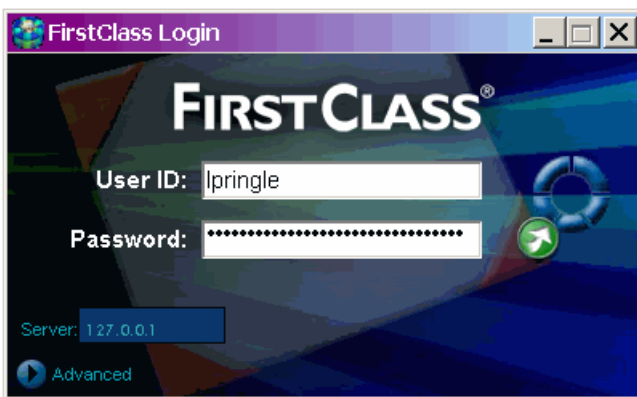 FirstClass Login
FIRSTCLASS®
User ID: lpringle
Password: ••••••••••••••••••••••••••••••••
Server: 127.0.0.1
Advanced